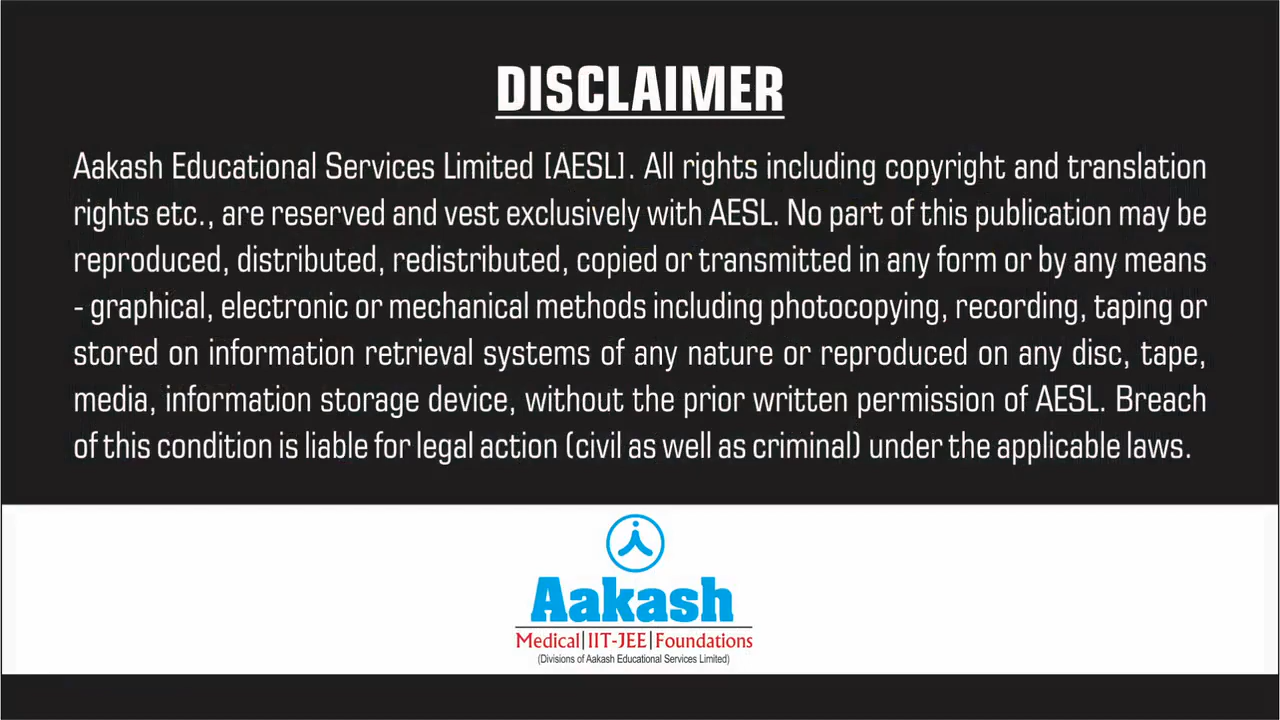 DISCLAIMER
Aakash Educational Services Limited [AESL]. All rights including copyright and translation
rights etc., are reserved and vest exclusively with AESL. No part of this publication may be
reproduced, distributed, redistributed, copied or transmitted in any form or by any means
- graphical, electronic or mechanical methods including photocopying, recording, taping or
stored on information retrieval systems of any nature or reproduced on any disc, tape,
media, information storage device, without the prior written permission of AESL. Breach
of this condition is liable for legal action (civil as well as criminal) under the applicable laws.
Aakash
Medical|IIT-JEE|Foundations
(Divisions of Aakash Educational Services Limited)